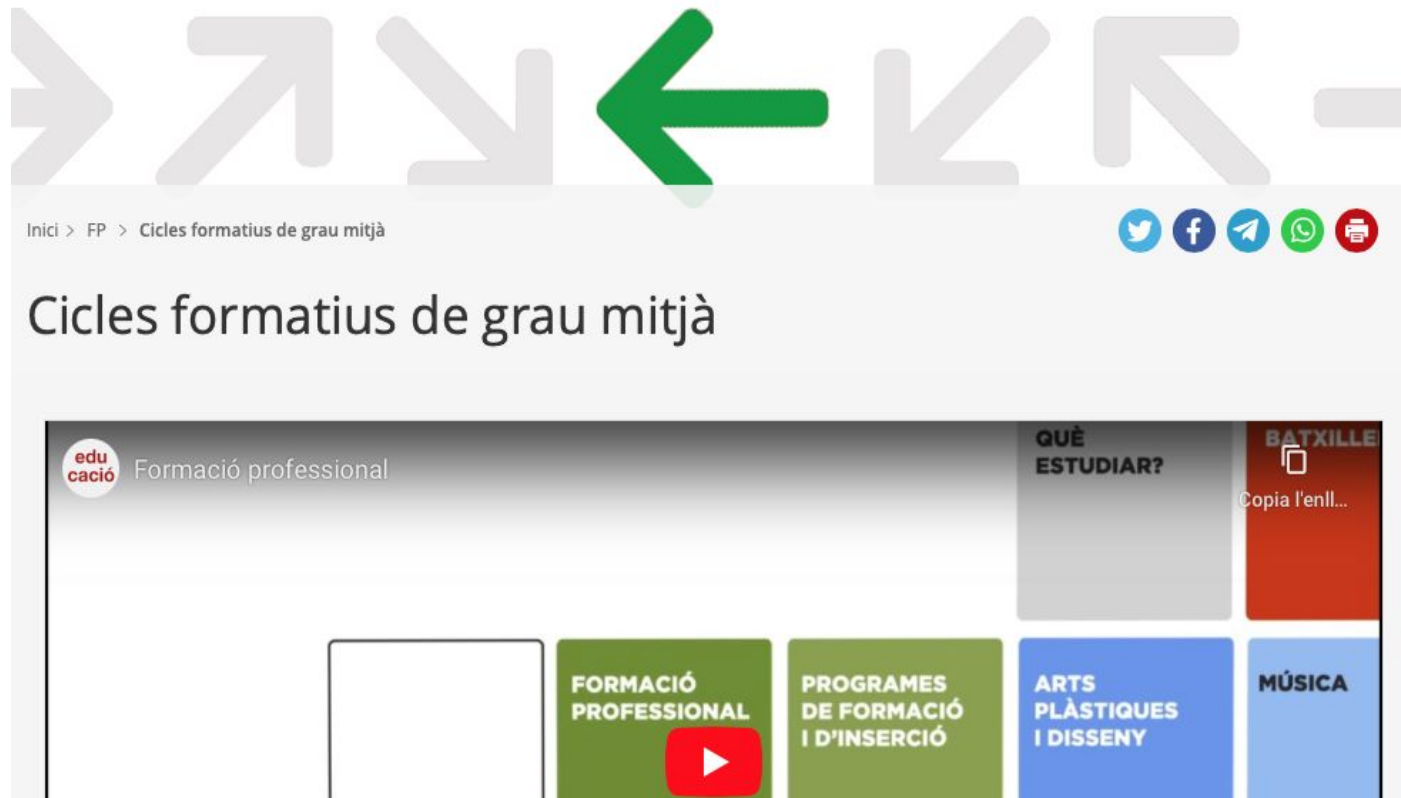 Inici > FP > Cicles formatius de grau mitjà
Cicles formatius de grau mitjà
edu
cació
Formació professional
QUÈ
ESTUDIAR?
BATXILLE
Copia l'enll...
FORMACIÓ
PROFESSIONAL
PROGRAMES
DE FORMACIÓ
I D'INSERCIÓ
ARTS
PLÀSTIQUES
I DISSENY
MÚSICA